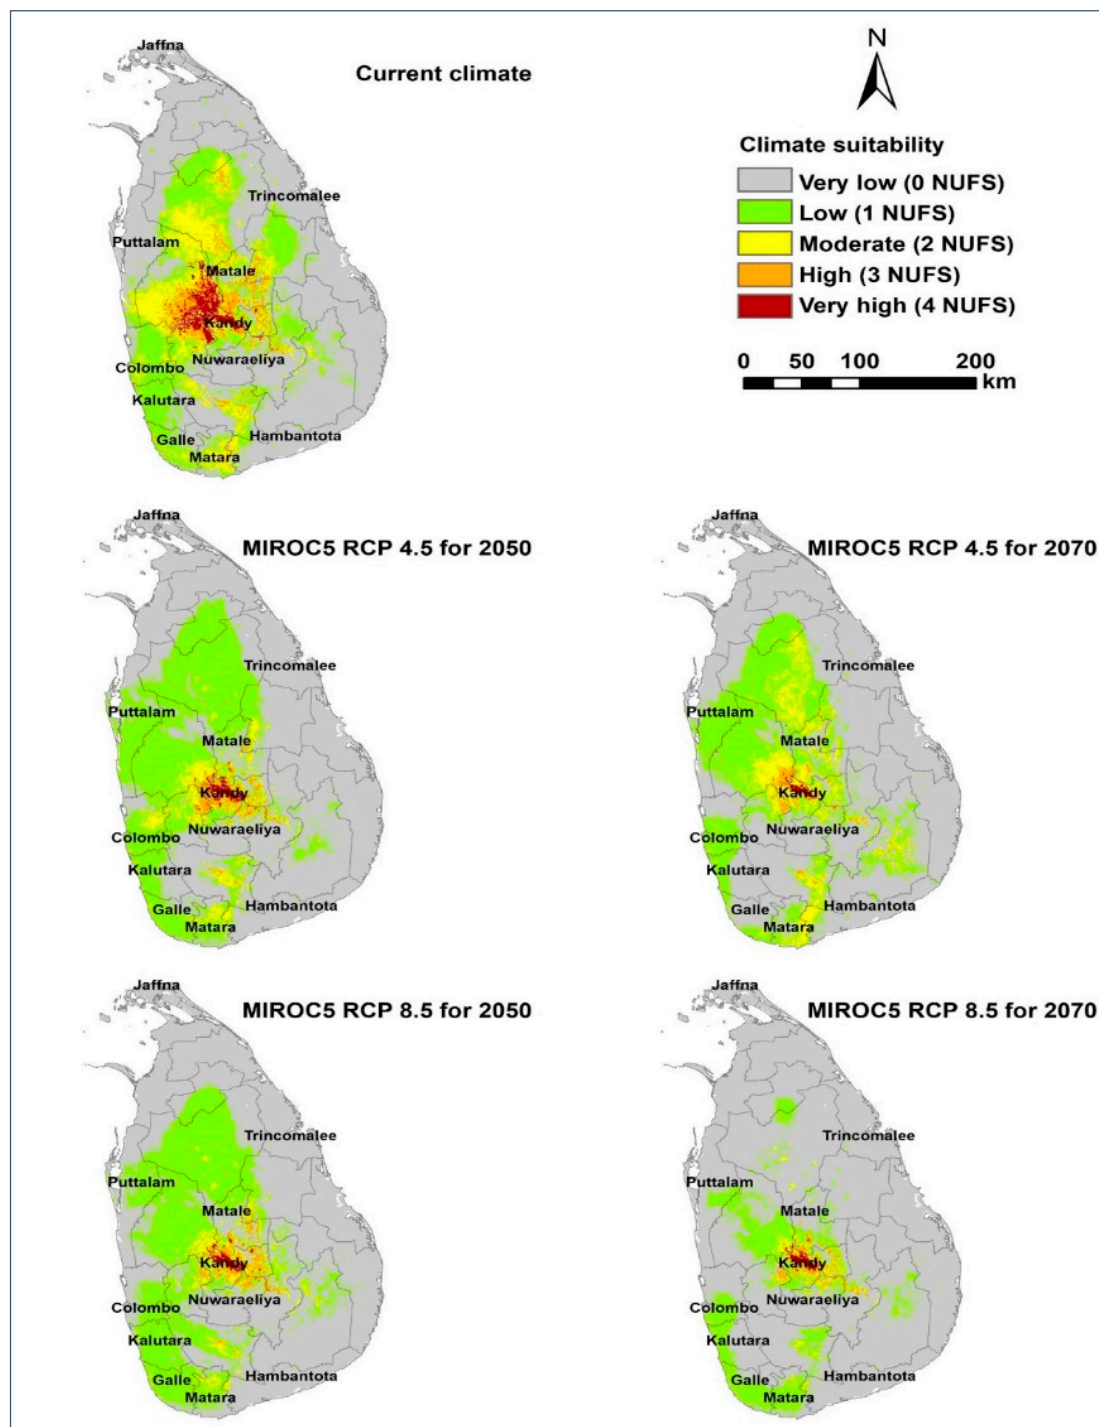 Jaffna
Current climate
N
Climate suitability
Very low (0 NUFS)
Low (1 NUFS)
Moderate (2 NUFS)
High (3 NUFS)
Very high (4 NUFS)
0 50 100 200
km
Trincomalee
Puttalam
Matale
Kandy
Nuwaraeliya
Colombo
Kalutara
Galle
Hambantota
Matara
Jaffna
MIROC5 RCP 4.5 for 2050
Trincomalee
Puttalam
Matale
Kandy
Nuwaraeliya
Colombo
Kalutara
Galle
Hambantota
Matara
Jaffna
MIROC5 RCP 4.5 for 2070
Trincomalee
Puttalam
Matale
Kandy
Nuwaraeliya
Colombo
Kalutara
Galle
Hambantota
Matara
Jaffna
MIROC5 RCP 8.5 for 2050
Trincomalee
Puttalam
Matale
Kandy
Nuwaraeliya
Colombo
Kalutara
Galle
Hambantota
Matara
Jaffna
MIROC5 RCP 8.5 for 2070
Trincomalee
Puttalam
Matale
Kandy
Nuwaraeliya
Colombo
Kalutara
Galle
Hambantota
Matara